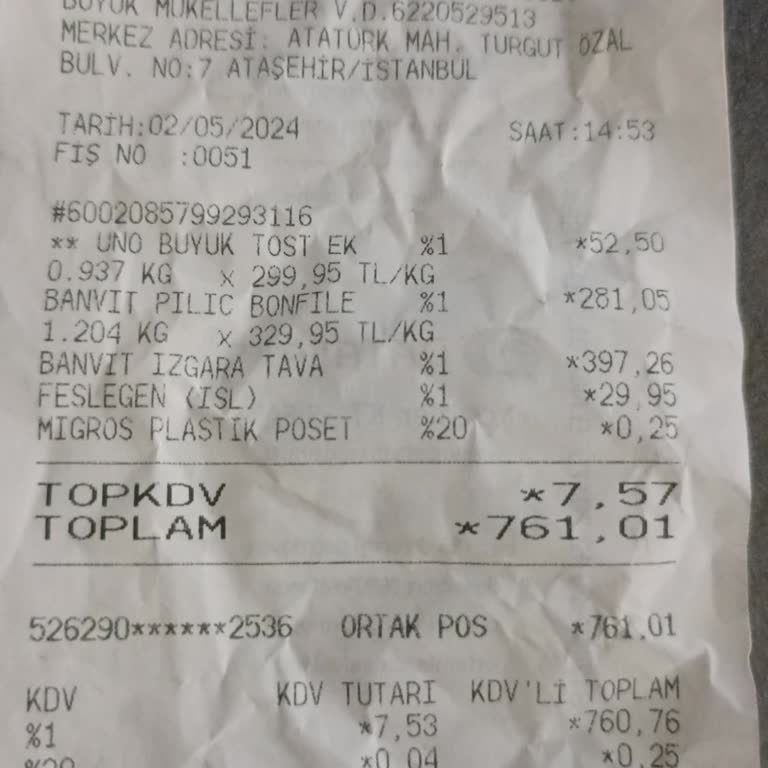 BÜYÜK MÜKELLEFLER V.D.6220529513
MERKEZ ADRESİ: ATATÜRK MAH. TURGUT ÖZAL
BULV. NO:7 ATAŞEHİR/İSTANBUL
TARİH:02/05/2024 SAAT:14:53
FİŞ NO :0051
#6002085799293116
** UNO BUYUK TOST EK %1 *52,50
0.937 KG x 299,95 TL/KG
BANVIT PILIC BONFILE %1 *281,05
1.204 KG x 329,95 TL/KG
BANVIT IZGARA TAVA %1 *397,26
FESLEGEN (ISL) %1 *29,95
MIGROS PLASTIK POSET %20 *0,25
TOPKDV *7,57
TOPLAM *761,01
526290******2536 ORTAK POS *761,01
KDV KDV TUTARI KDV'Lİ TOPLAM
%1 *7,53 *760,76
%20 *0,04 *0,25